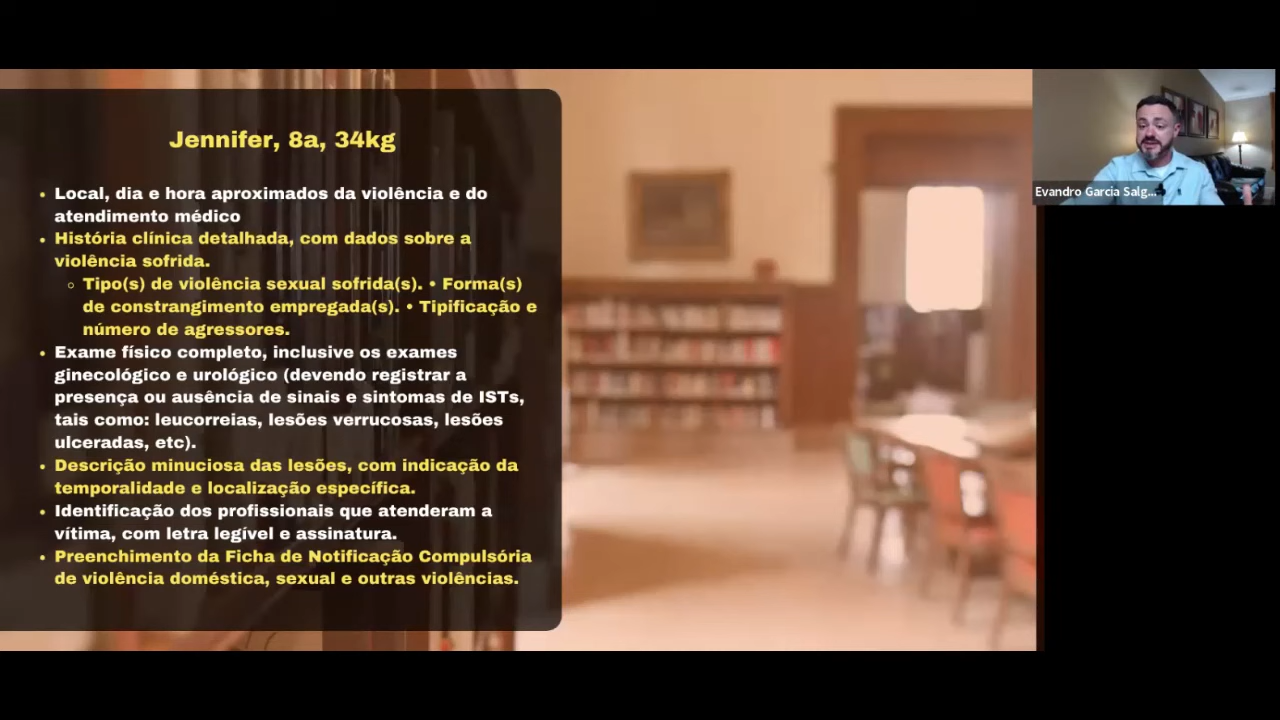 Jennifer, 8a, 34kg
• Local, dia e hora aproximados da violência e do
atendimento médico
• História clínica detalhada, com dados sobre a
violência sofrida.
○ Tipo(s) de violência sexual sofrida(s). • Forma(s)
de constrangimento empregada(s). • Tipificação e
número de agressores.
• Exame físico completo, inclusive os exames
ginecológico e urológico (devendo registrar a
presença ou ausência de sinais e sintomas de ISTs,
tais como: leucorreias, lesões verrucosas, lesões
ulceradas, etc).
• Descrição minuciosa das lesões, com indicação da
temporalidade e localização específica.
• Identificação dos profissionais que atenderam a
vítima, com letra legível e assinatura.
• Preenchimento da Ficha de Notificação Compulsória
de violência doméstica, sexual e outras violências.
Evandro Garcia Salg...